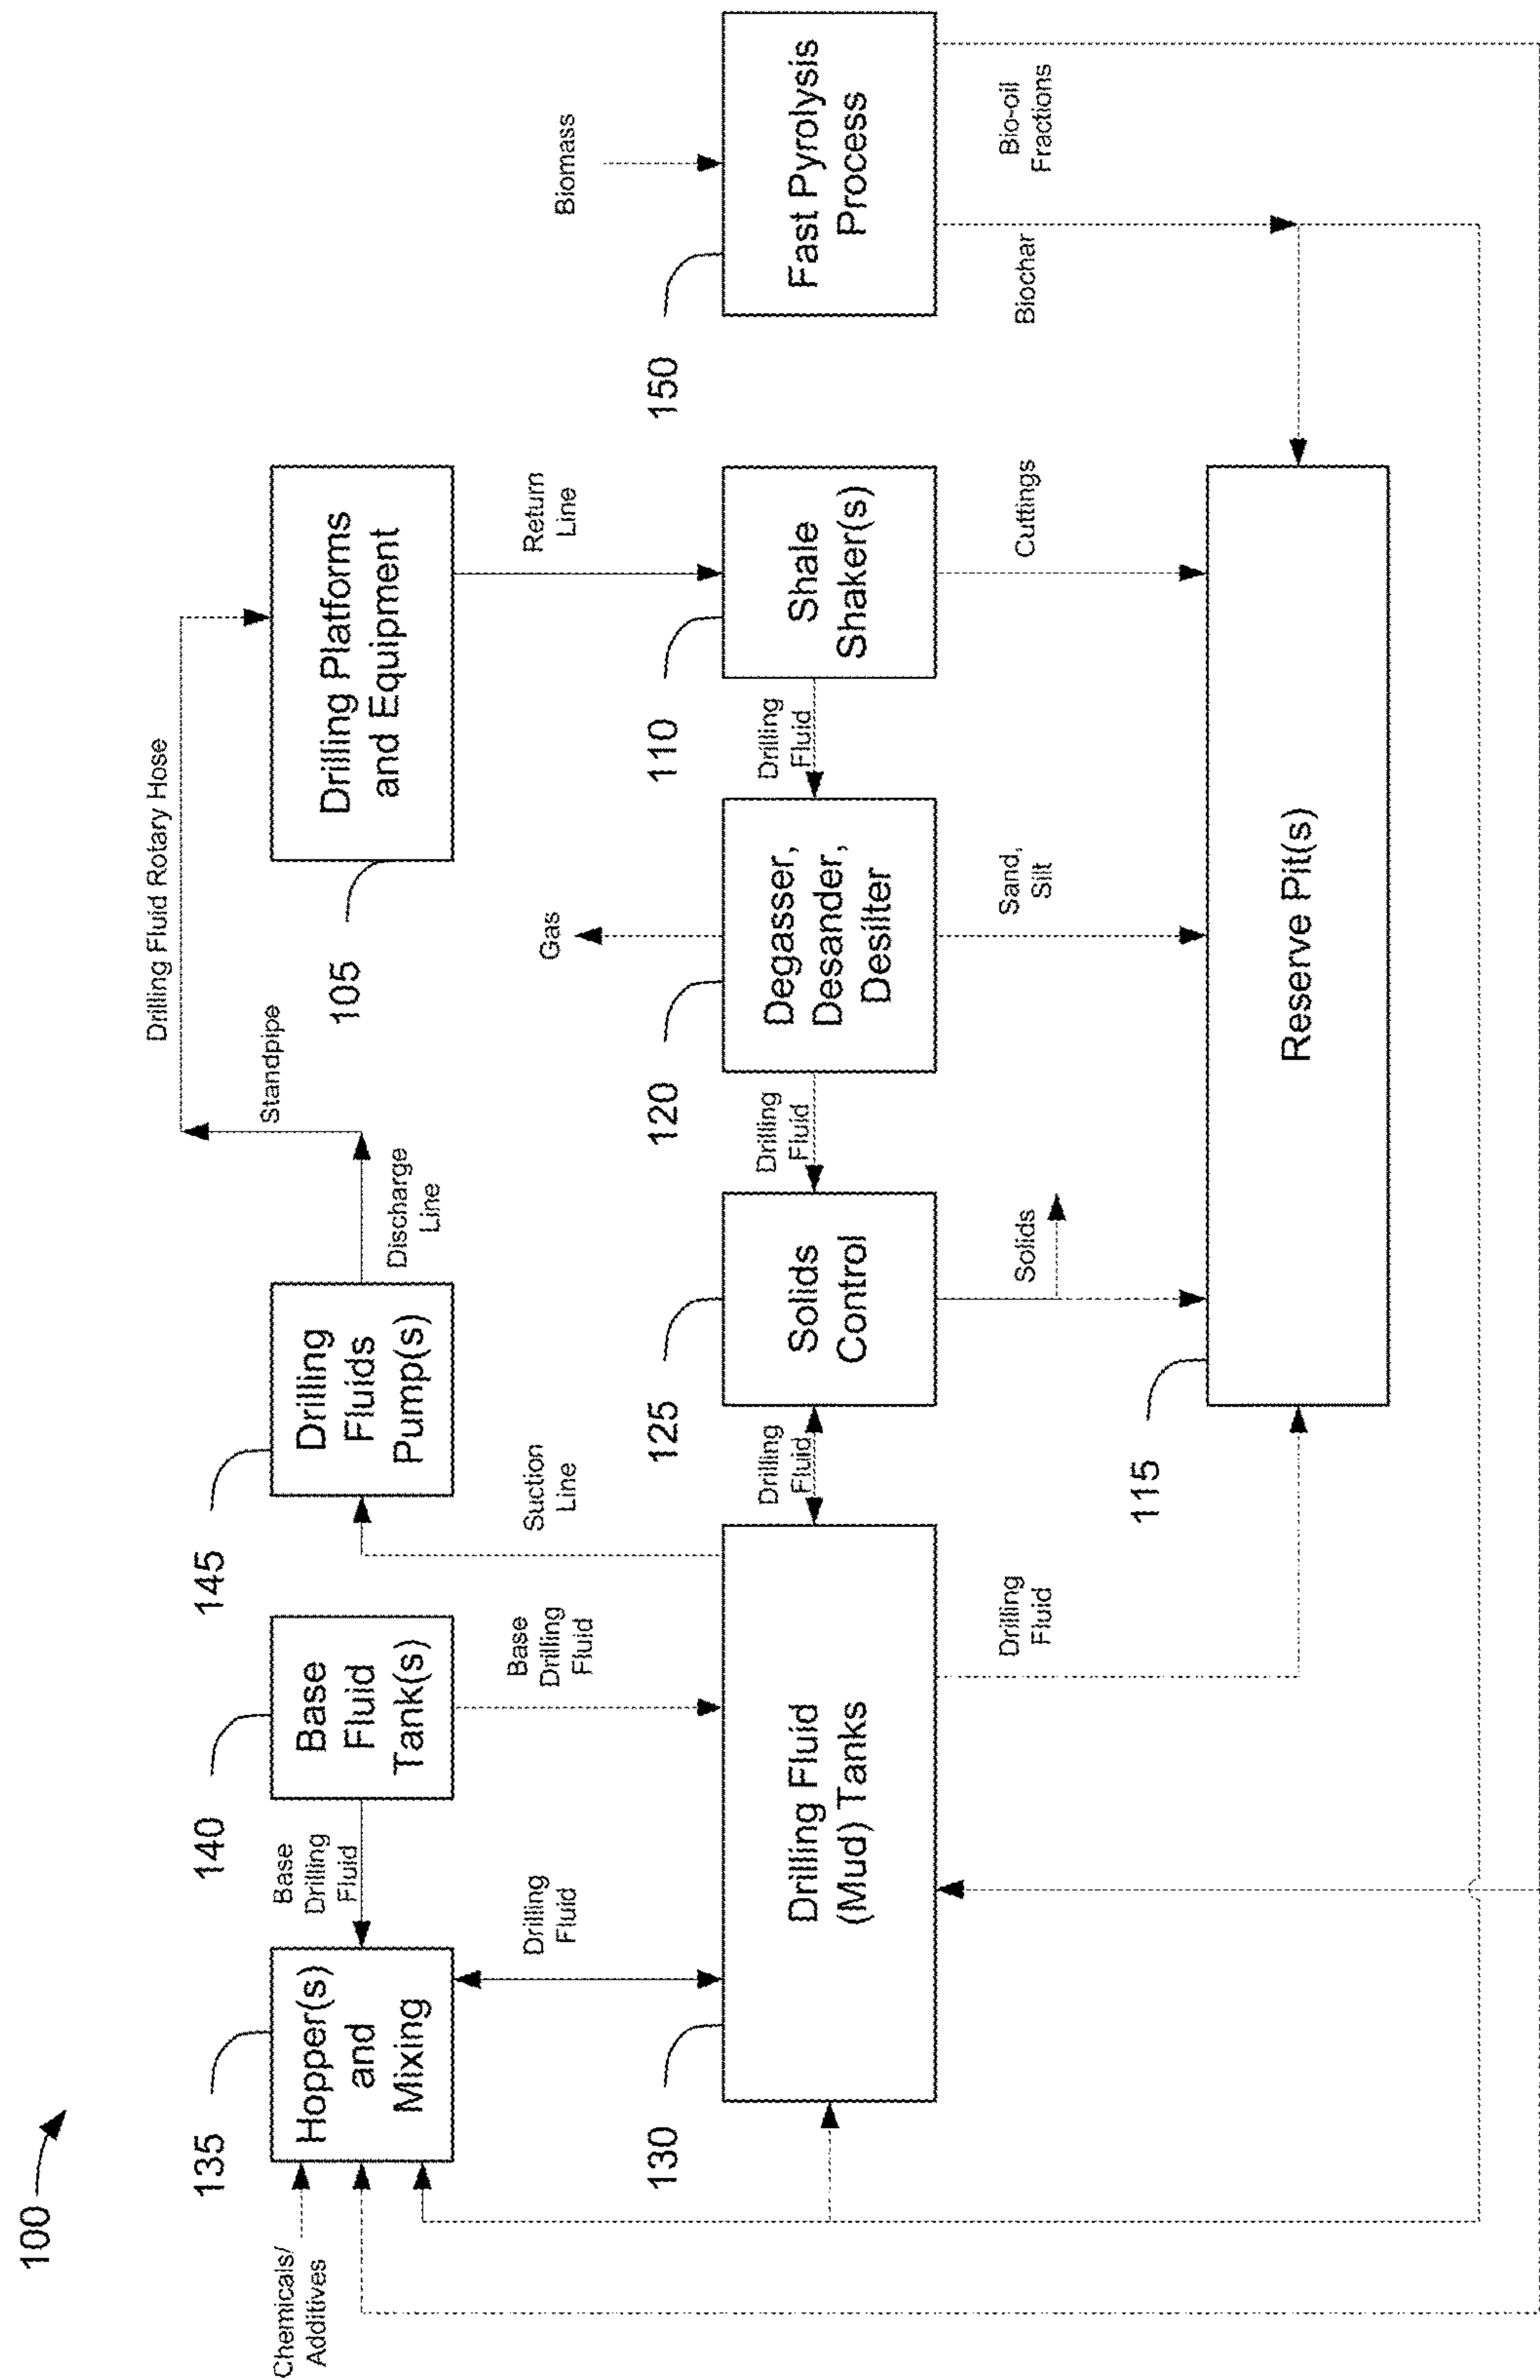 100
Chemicals/
Additives
135
Hopper(s)
and
Mixing
Base
Drilling
Fluid
140
Base
Fluid
Tank(s)
145
Drilling
Fluids
Pump(s)
Discharge
Line
Standpipe
Drilling Fluid Rotary Hose
105
Drilling Platforms
and Equipment
Drilling
Fluid
Base
Drilling
Fluid
Suction
Line
Gas
Return
Line
Biomass
130
Drilling Fluid
(Mud) Tanks
Drilling
Fluid
125
Solids
Control
Drilling
Fluid
120
Degasser,
Desander,
Desilter
Drilling
Fluid
110
Shale
Shaker(s)
150
Fast Pyrolysis
Process
Drilling
Fluid
Solids
Sand,
Silt
Cuttings
Biochar
Bio-oil
Fractions
115
Reserve Pit(s)